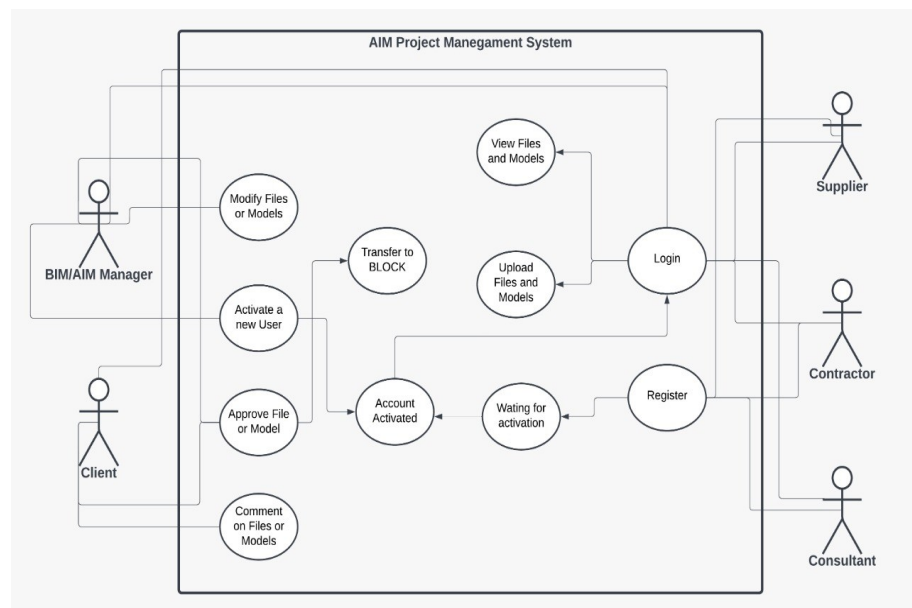 AIM Project Manegament System
View Files
and Models
Supplier
Modify Files
or Models
BIM/AIM Manager
Transfer to
BLOCK
Login
Upload
Files and
Models
Activate a
new User
Contractor
Client
Approve File
or Model
Account
Activated
Wating for
activation
Register
Comment
on Files or
Models
Consultant